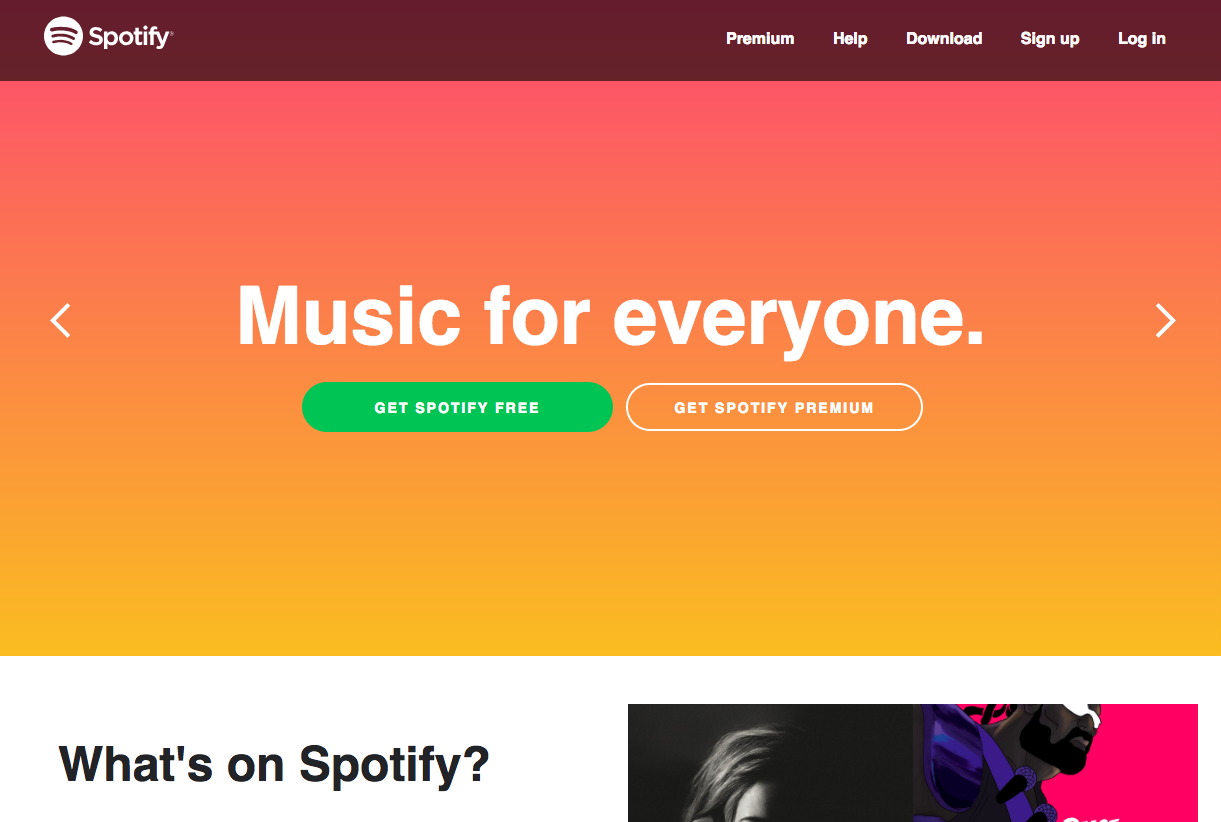 Spotify®
Premium Help Download Sign up Log in
Music for everyone.
GET SPOTIFY FREE GET SPOTIFY PREMIUM
What's on Spotify?